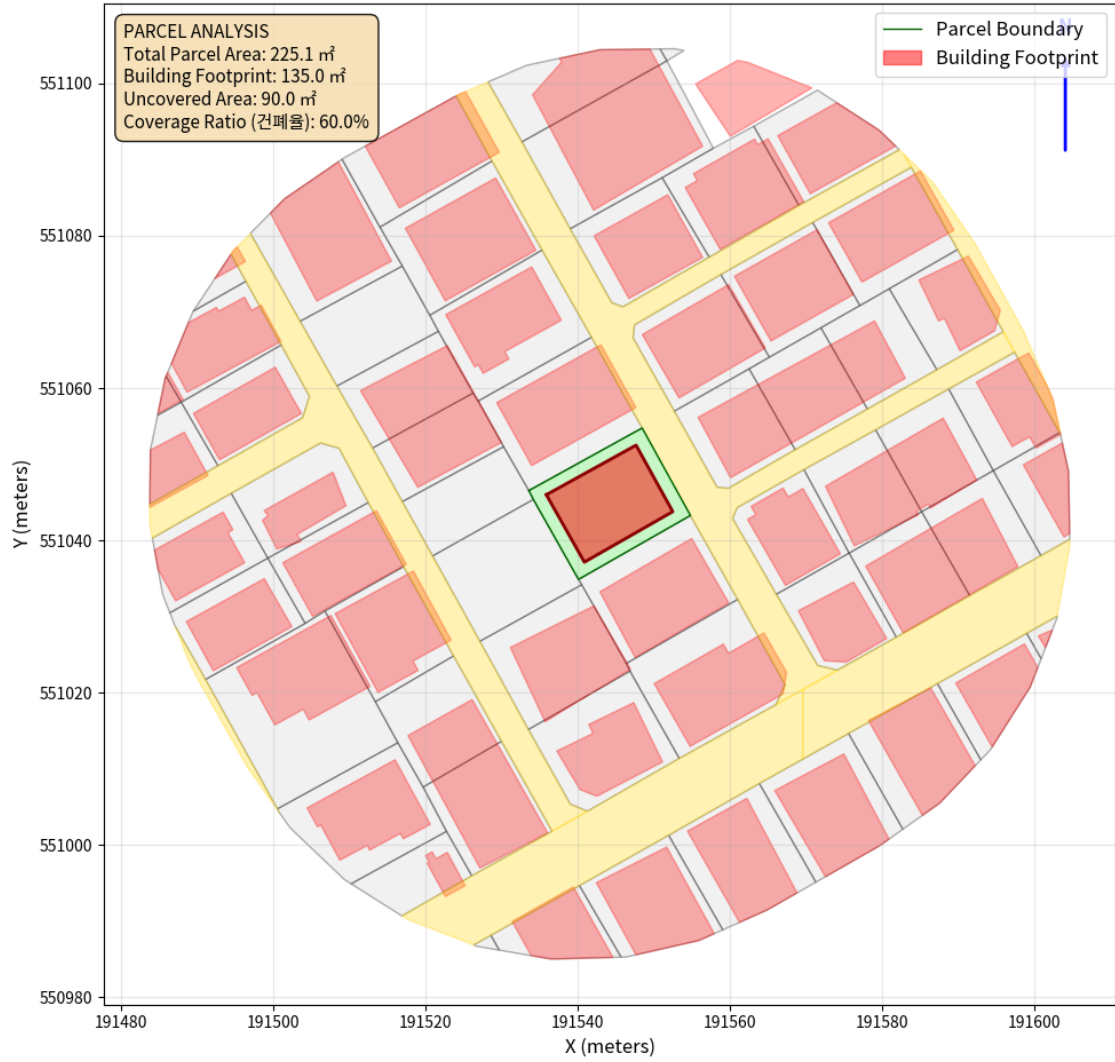 PARCEL ANALYSIS
Total Parcel Area: 225.1 ㎡
Building Footprint: 135.0 ㎡
Uncovered Area: 90.0 ㎡
Coverage Ratio (건폐율): 60.0%
N
Parcel Boundary
Building Footprint
Y (meters)
551100
551080
551060
551040
551020
551000
550980
191480
191500
191520
191540
191560
191580
191600
X (meters)